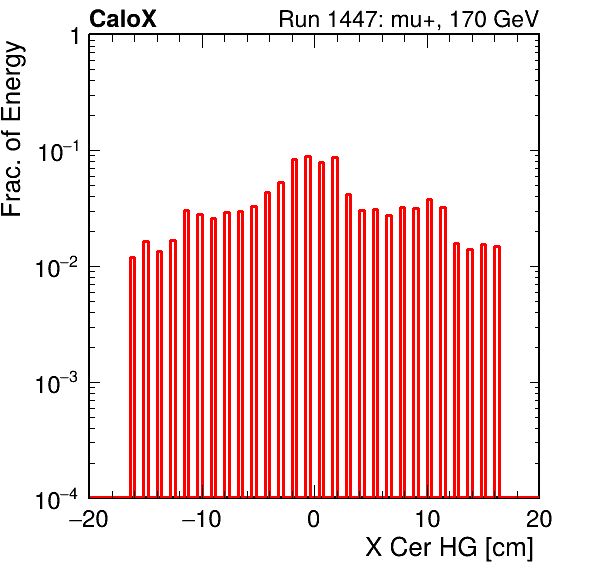 CaloX Run 1447: mu+, 170 GeV
Frac. of Energy
1
10⁻¹
10⁻²
10⁻³
10⁻⁴
−20 −10 0 10 20
X Cer HG [cm]